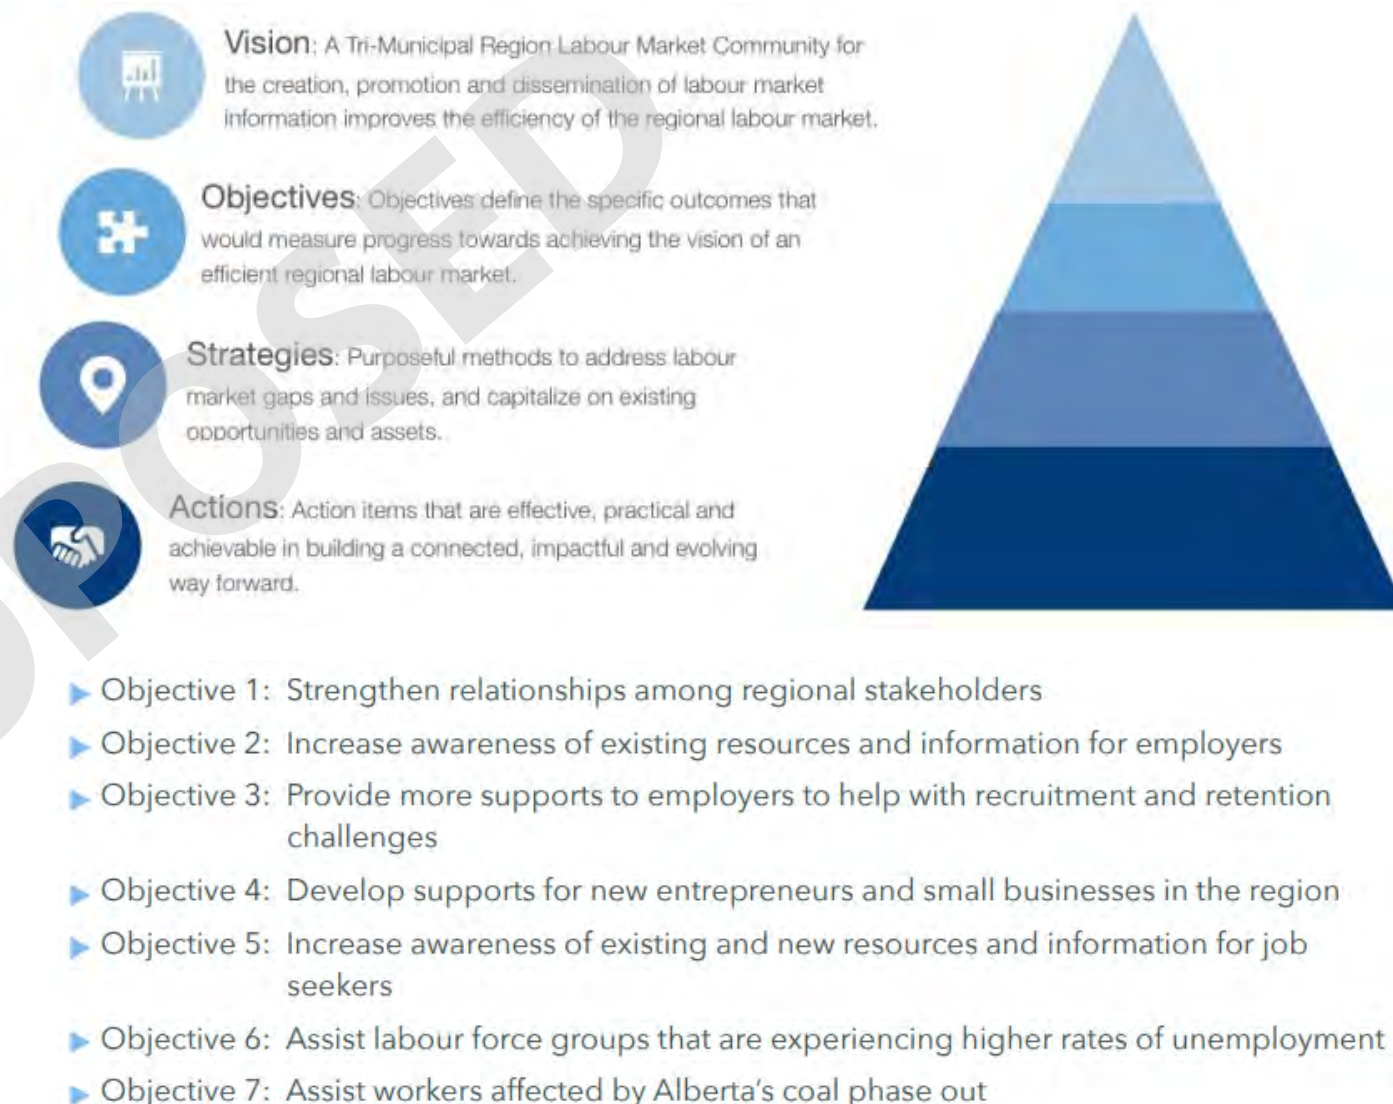 Vision: A Tri-Municipal Region Labour Market Community for
the creation, promotion and dissemination of labour market
information improves the efficiency of the regional labour market.
Objectives: Objectives define the specific outcomes that
would measure progress towards achieving the vision of an
efficient regional labour market.
Strategies: Purposeful methods to address labour
market gaps and issues, and capitalize on existing
opportunities and assets.
Actions: Action items that are effective, practical and
achievable in building a connected, impactful and evolving
way forward.
Objective 1: Strengthen relationships among regional stakeholders
Objective 2: Increase awareness of existing resources and information for employers
Objective 3: Provide more supports to employers to help with recruitment and retention
challenges
Objective 4: Develop supports for new entrepreneurs and small businesses in the region
Objective 5: Increase awareness of existing and new resources and information for job
seekers
Objective 6: Assist labour force groups that are experiencing higher rates of unemployment
Objective 7: Assist workers affected by Alberta's coal phase out